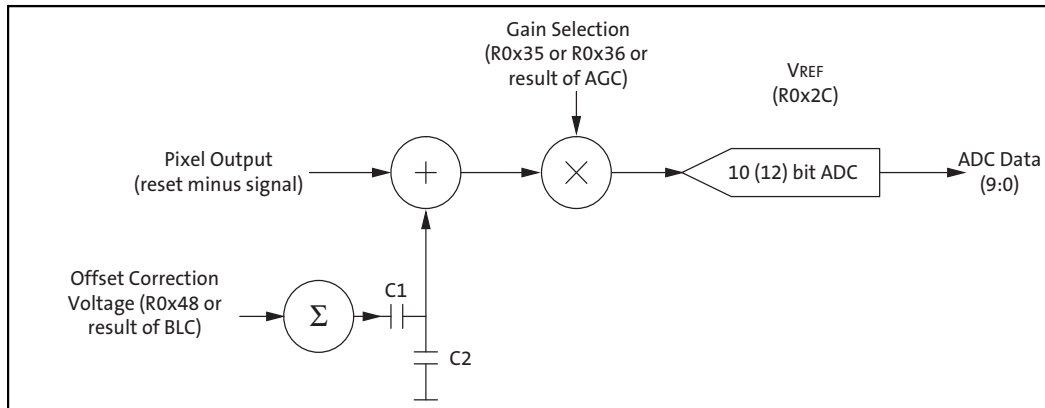 Gain Selection
(R0x35 or R0x36 or
result of AGC)
VREF
(R0x2C)
Pixel Output
(reset minus signal)
+
×
10 (12) bit ADC
ADC Data
(9:0)
Offset Correction
Voltage (R0x48 or
result of BLC)
Σ
C1
C2